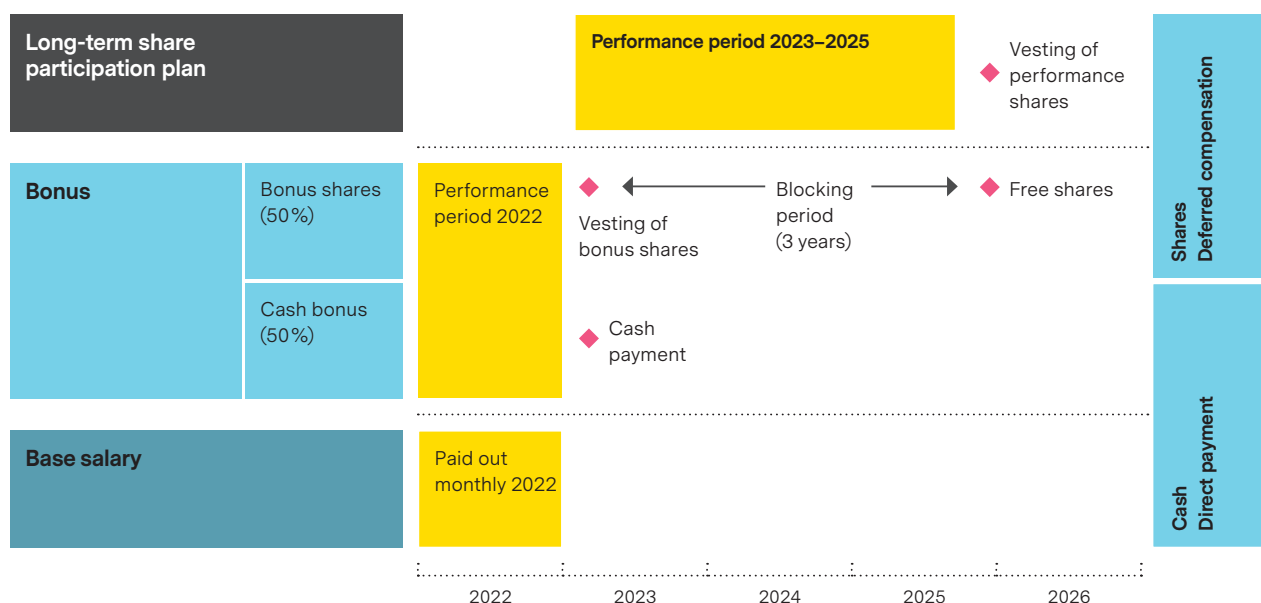 Long-term share
participation plan
Performance period 2023–2025
Vesting of
performance
shares
Bonus
Bonus shares
(50%)
Cash bonus
(50%)
Performance
period 2022
Vesting of
bonus shares
Blocking
period
(3 years)
Free shares
Cash
payment
Base salary
Paid out
monthly 2022
Shares
Deferred compensation
Cash
Direct payment
2022
2023
2024
2025
2026